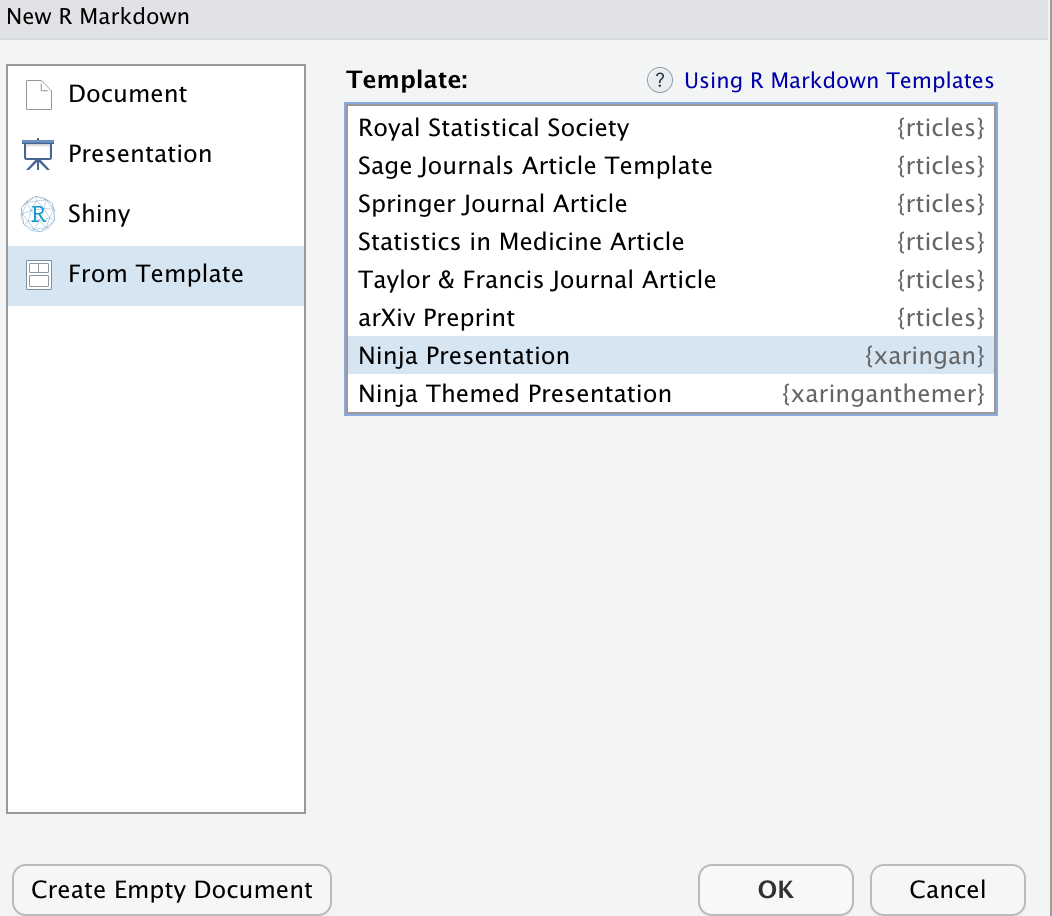 New R Markdown
Document
Presentation
R Shiny
From Template
Template: ? Using R Markdown Templates
Royal Statistical Society {rticles}
Sage Journals Article Template {rticles}
Springer Journal Article {rticles}
Statistics in Medicine Article {rticles}
Taylor & Francis Journal Article {rticles}
arXiv Preprint {rticles}
Ninja Presentation {xaringan}
Ninja Themed Presentation {xaringanthemer}
Create Empty Document OK Cancel